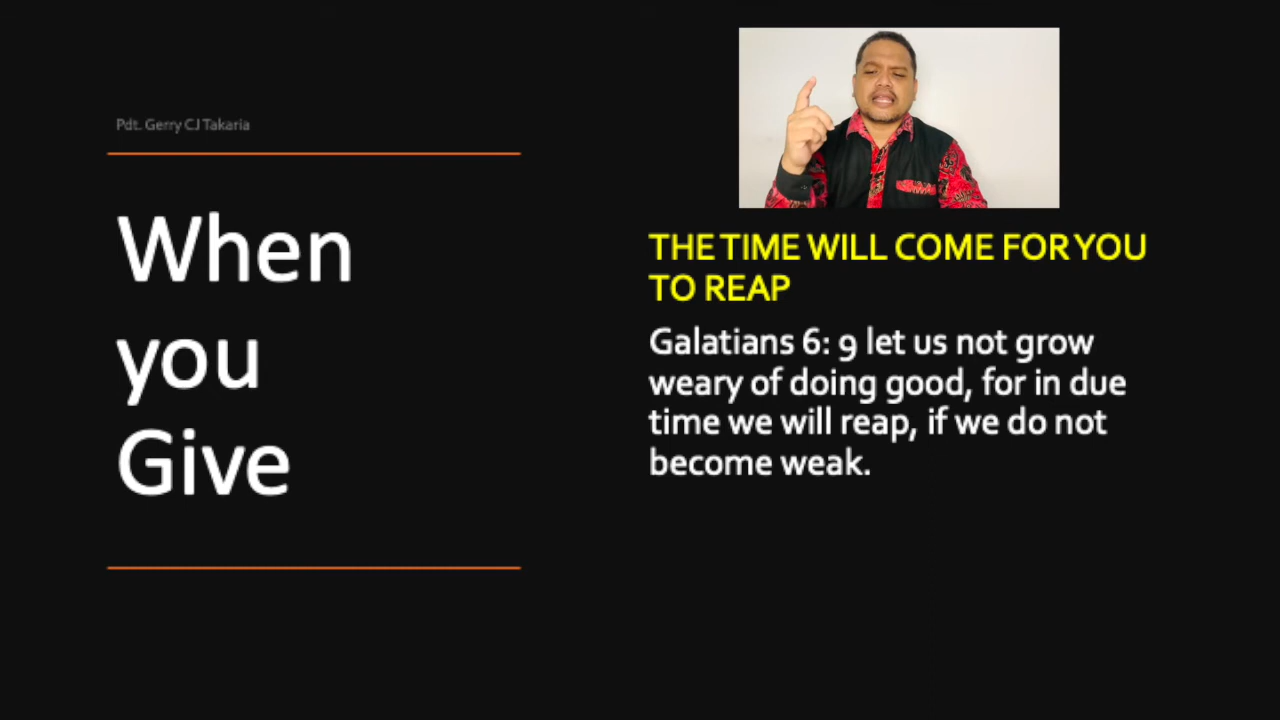 Pdt. Gerry CJ Takaria
When
you
Give
THE TIME WILL COME FOR YOU
TO REAP
Galatians 6: 9 let us not grow
weary of doing good, for in due
time we will reap, if we do not
become weak.